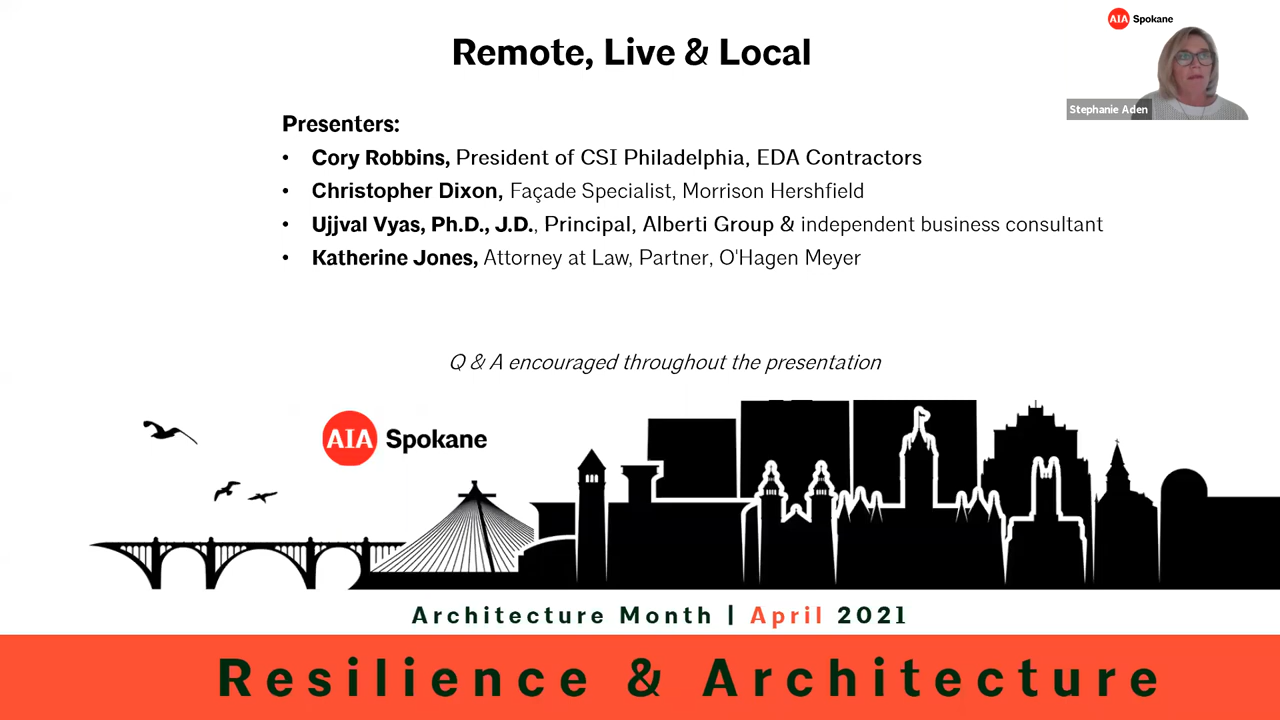 AIA Spokane
Remote, Live & Local
Stephanie Aden
Presenters:
• Cory Robbins, President of CSI Philadelphia, EDA Contractors
• Christopher Dixon, Façade Specialist, Morrison Hershfield
• Ujjval Vyas, Ph.D., J.D., Principal, Alberti Group & independent business consultant
• Katherine Jones, Attorney at Law, Partner, O'Hagen Meyer
Q & A encouraged throughout the presentation
AIA Spokane
Architecture Month | April 2021
Resilience & Architecture